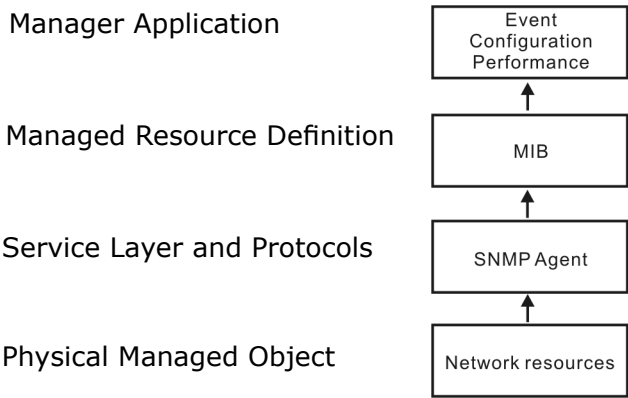 Manager Application
Event
Configuration
Performance
Managed Resource Definition
MIB
Service Layer and Protocols
SNMP Agent
Physical Managed Object
Network resources